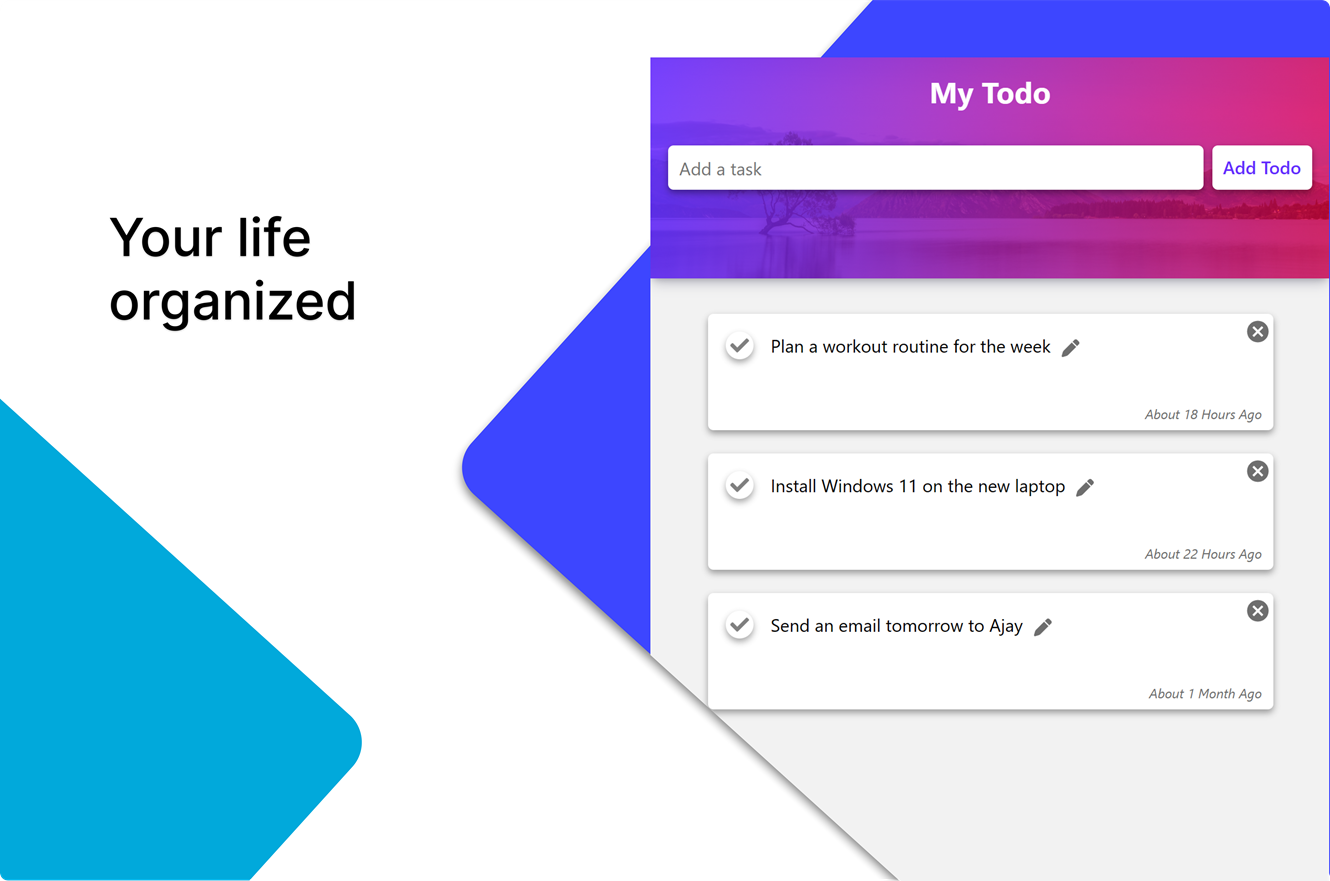 Your life
organized
My Todo
Add a task
Add Todo
Plan a workout routine for the week
About 18 Hours Ago
Install Windows 11 on the new laptop
About 22 Hours Ago
Send an email tomorrow to Ajay
About 1 Month Ago